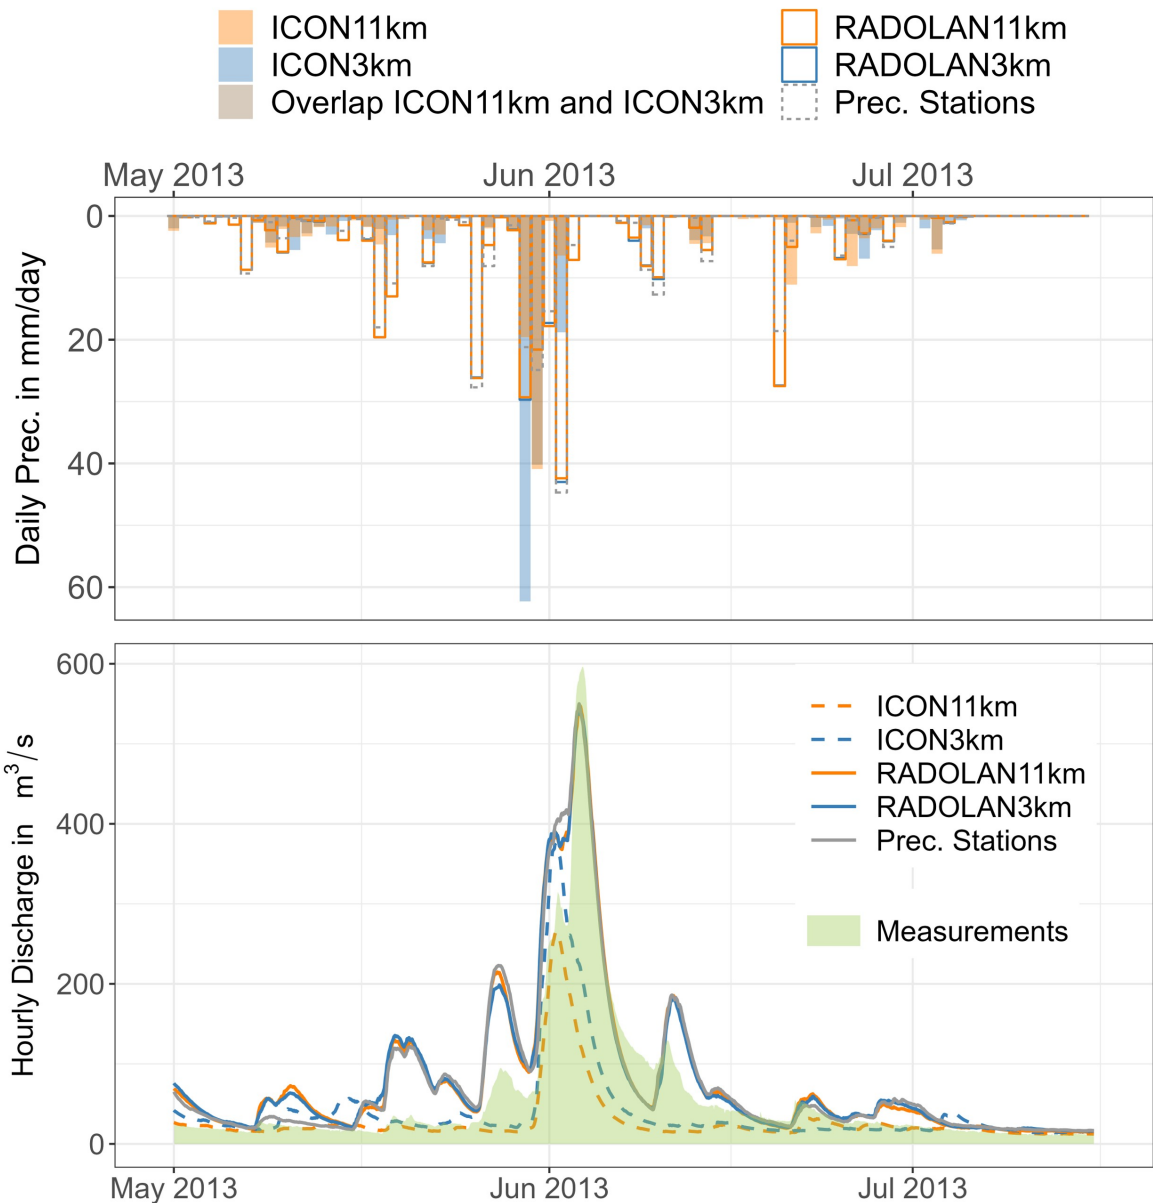 ICON11km
ICON3km
Overlap ICON11km and ICON3km
RADOLAN11km
RADOLAN3km
Prec. Stations
May 2013 Jun 2013 Jul 2013
Daily Prec. in mm/day
0
20
40
60
Hourly Discharge in m³/s
600
400
200
0
ICON11km
ICON3km
RADOLAN11km
RADOLAN3km
Prec. Stations
Measurements
May 2013 Jun 2013 Jul 2013